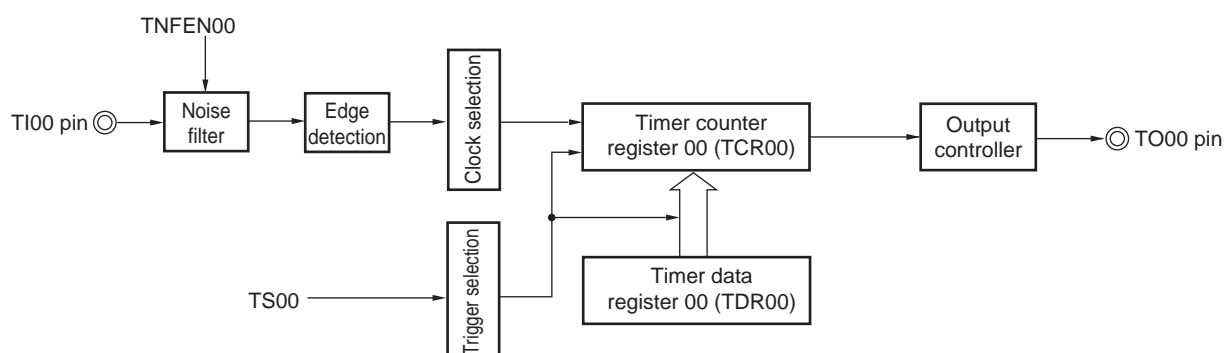 TNFEN00
TI00 pin
Noise
filter
Edge
detection
Clock selection
Timer counter
register 00 (TCR00)
Output
controller
TO00 pin
TS00
Trigger selection
Timer data
register 00 (TDR00)